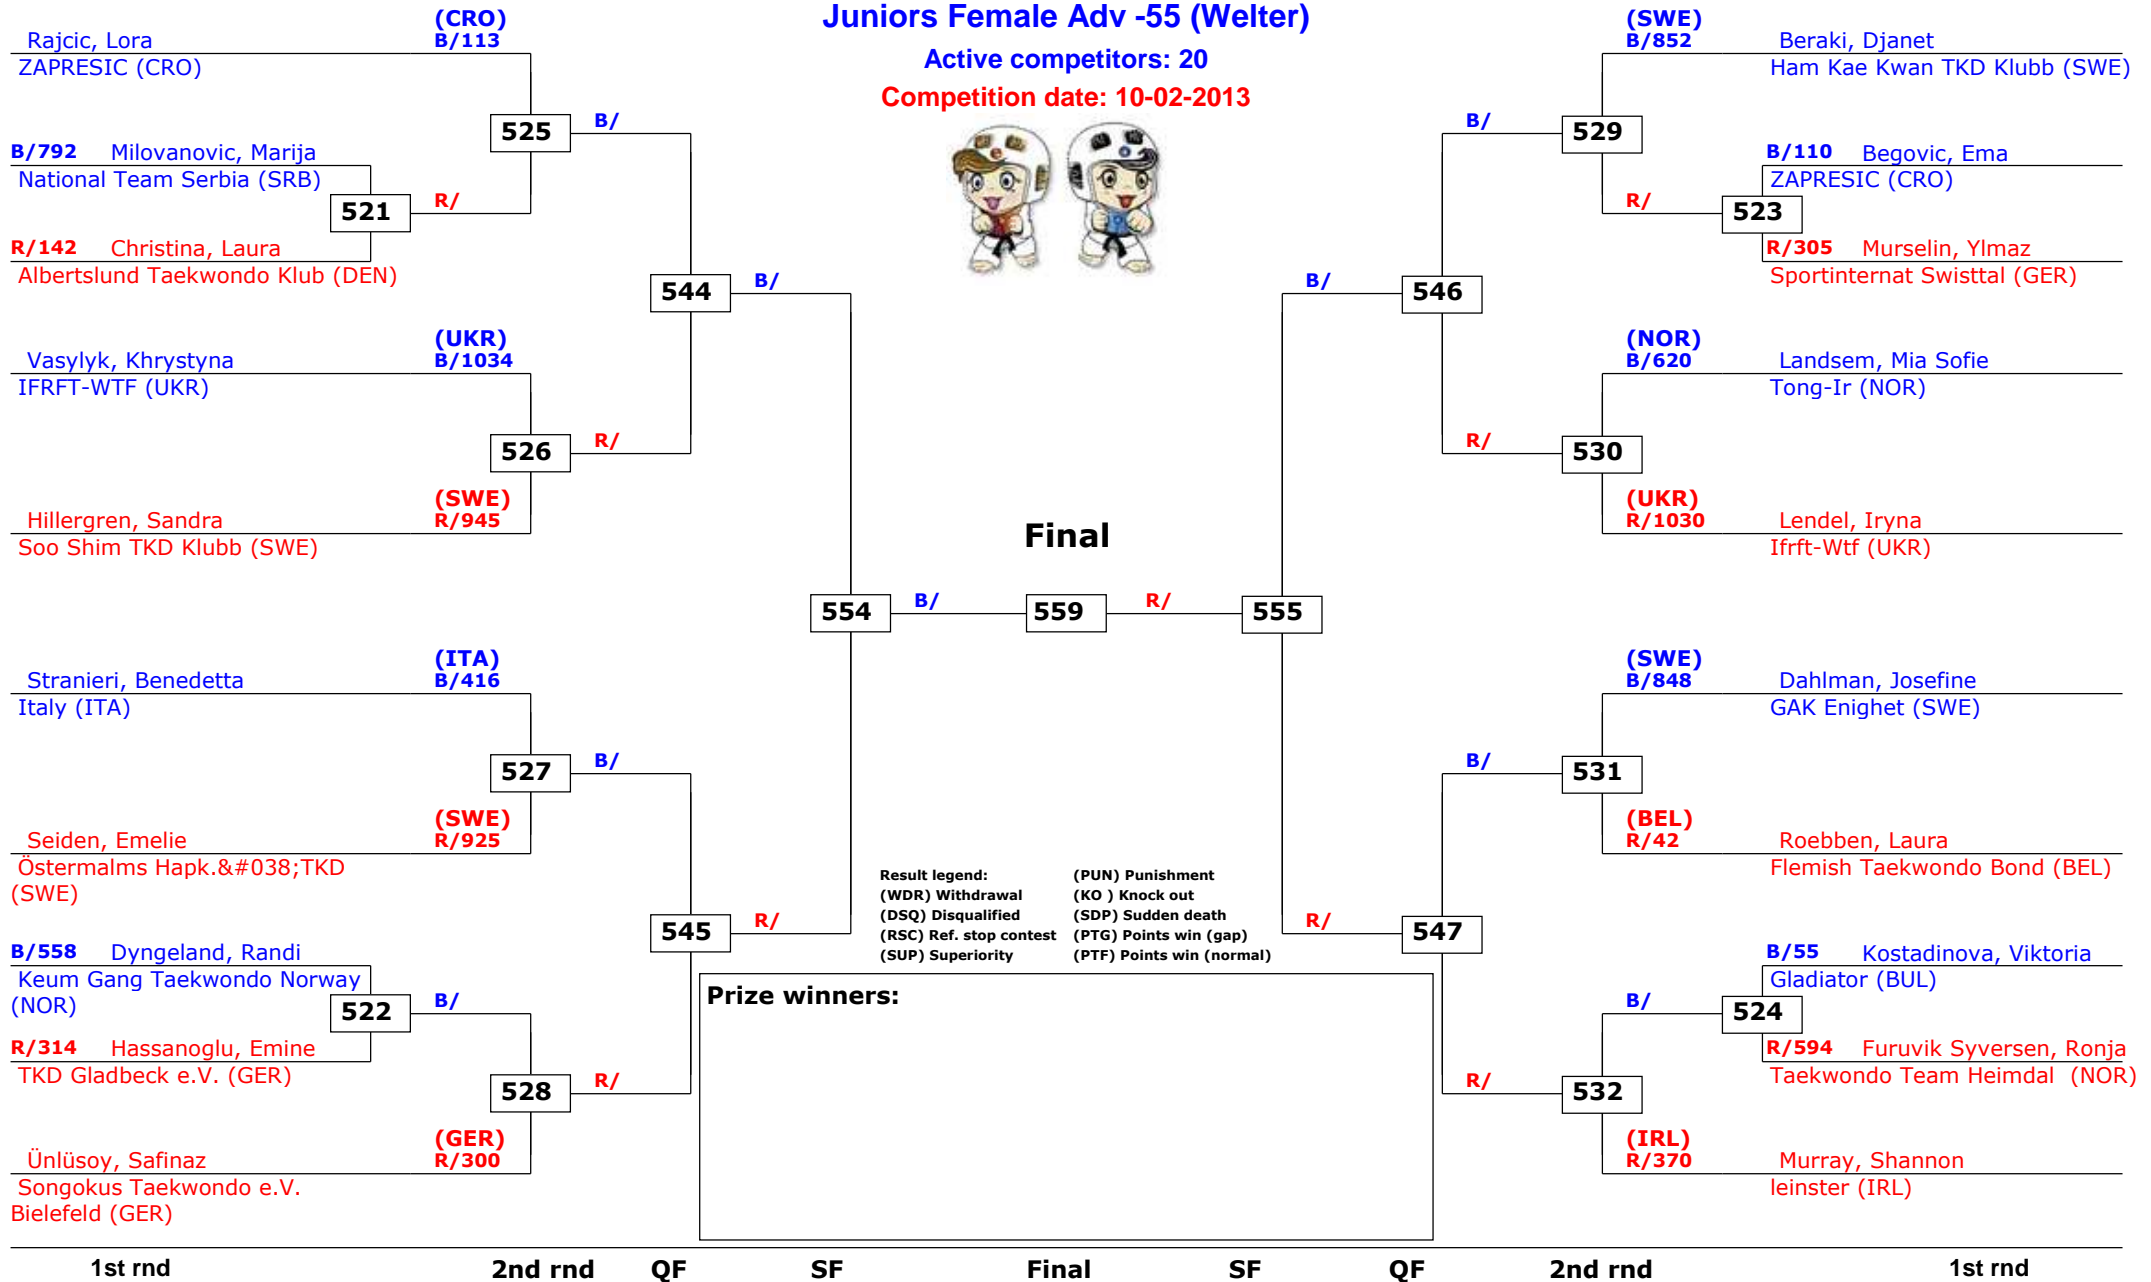 Juniors Female Adv -55 (Welter)
Active competitors: 20
Competition date: 10-02-2013
(CRO)
Rajcic, Lora B/113
ZAPRESIC (CRO)
525 B/
B/792 Milovanovic, Marija
National Team Serbia (SRB)
521 R/
R/142 Christina, Laura
Albertslund Taekwondo Klub (DEN)
544 B/
(UKR)
Vasylyk, Khrystyna B/1034
IFRFT-WTF (UKR)
526 R/
(SWE)
Hillergren, Sandra R/945
Soo Shim TKD Klubb (SWE)
554 B/
(ITA)
Stranieri, Benedetta B/416
Italy (ITA)
527 B/
(SWE)
Seiden, Emelie R/925
Östermalms Hapk.&#038;TKD
(SWE)
545 R/
B/558 Dyngeland, Randi
Keum Gang Taekwondo Norway
(NOR)
522 B/
R/314 Hassanoglu, Emine
TKD Gladbeck e.V. (GER)
528 R/
(GER)
Ünlüsoy, Safinaz R/300
Songokus Taekwondo e.V.
Bielefeld (GER)
Final
559
(SWE)
B/852 Beraki, Djanet
Ham Kae Kwan TKD Klubb (SWE)
B/ 529
B/110 Begovic, Ema
ZAPRESIC (CRO)
R/ 523
R/305 Murselin, Ylmaz
Sportinternat Swisttal (GER)
B/ 546
(NOR)
B/620 Landsem, Mia Sofie
Tong-Ir (NOR)
R/ 530
(UKR)
R/1030 Lendel, Iryna
Ifrft-Wtf (UKR)
R/ 555
(SWE)
B/848 Dahlman, Josefine
GAK Enighet (SWE)
B/ 531
(BEL)
R/42 Roebben, Laura
Flemish Taekwondo Bond (BEL)
R/ 547
B/55 Kostadinova, Viktoria
Gladiator (BUL)
B/ 524
R/594 Furuvik Syversen, Ronja
Taekwondo Team Heimdal (NOR)
R/ 532
(IRL)
R/370 Murray, Shannon
leinster (IRL)
Result legend: (PUN) Punishment
(WDR) Withdrawal (KO ) Knock out
(DSQ) Disqualified (SDP) Sudden death
(RSC) Ref. stop contest (PTG) Points win (gap)
(SUP) Superiority (PTF) Points win (normal)
Prize winners:
1st rnd 2nd rnd QF SF Final SF QF 2nd rnd 1st rnd